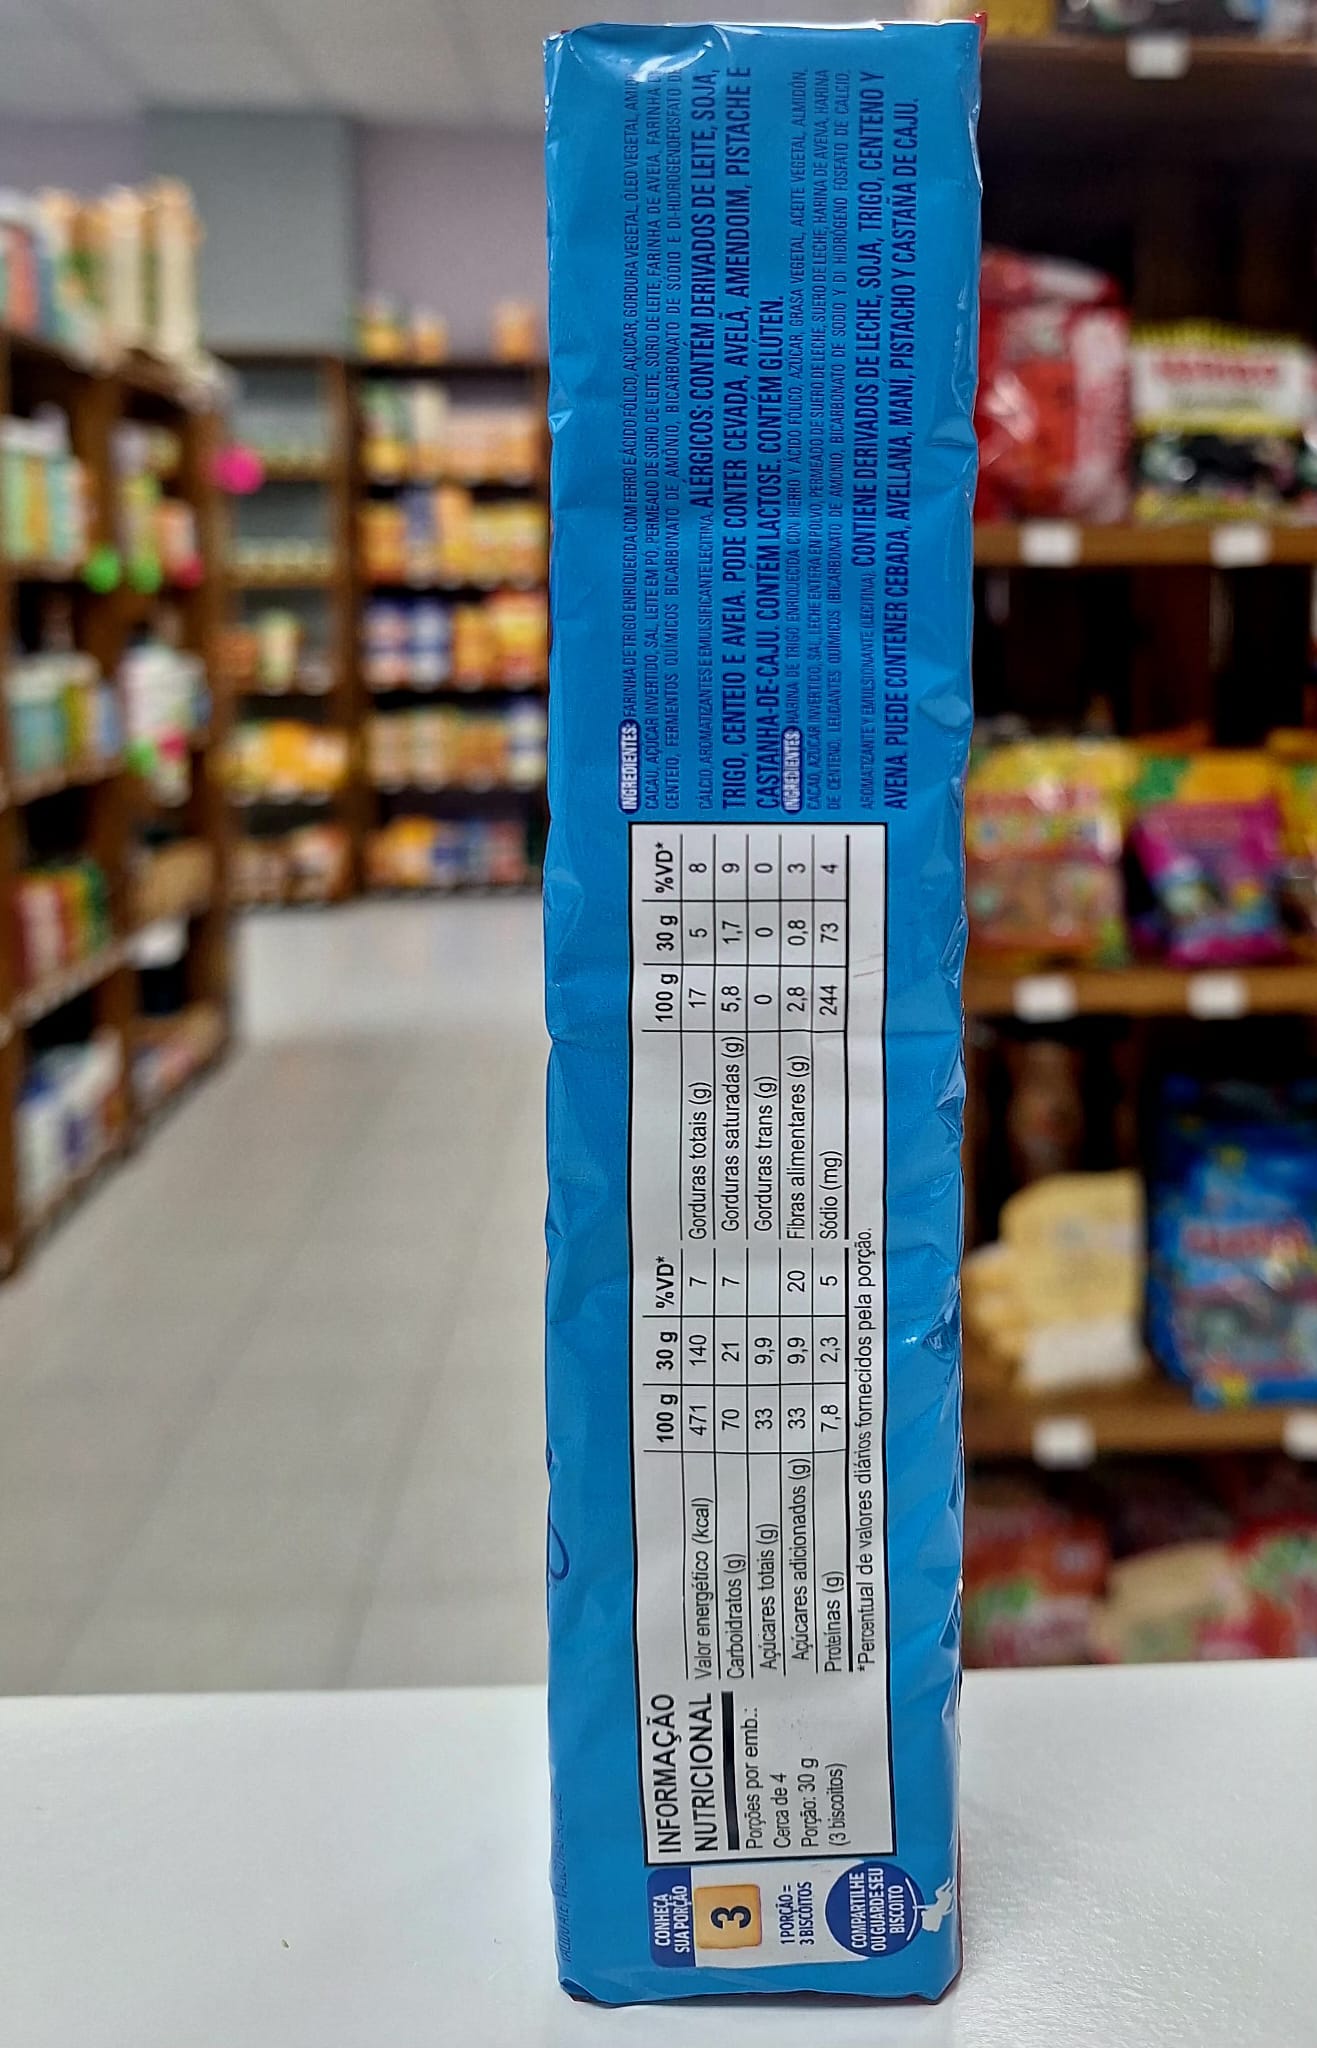 CONHEÇA
SUA PORÇÃO
3
1 PORÇÃO =
3 BISCOITOS
COMPARTILHE
OU GUARDE SEU
BISCOITO
INFORMAÇÃO
NUTRICIONAL
Porções por emb.:
Cerca de 4
Porção: 30 g
(3 biscoitos)
100 g 30 g %VD*
Valor energético (kcal) 471 140 7
Carboidratos (g) 70 21 7
Açúcares totais (g) 33 9,9
Açúcares adicionados (g) 33 9,9 20
Proteínas (g) 7,8 2,3 5
100 g 30 g %VD*
Gorduras totais (g) 17 5 8
Gorduras saturadas (g) 5,8 1,7 9
Gorduras trans (g) 0 0 0
Fibras alimentares (g) 2,8 0,8 3
Sódio (mg) 244 73 4
*Percentual de valores diários fornecidos pela porção.
INGREDIENTES: FARINHA DE TRIGO ENRIQUECIDA COM FERRO E ÁCIDO FÓLICO, AÇÚCAR, GORDURA VEGETAL, ÓLEO VEGETAL,
CACAU, AÇÚCAR INVERTIDO, SAL, LEITE EM PÓ, PERMEADO DE SORO DE LEITE, SORO DE LEITE, FARINHA DE AVEIA, FARINHA
CENTEIO, FERMENTOS QUÍMICOS BICARBONATO DE AMÔNIO, BICARBONATO DE SÓDIO E DI-HIDROGENOFOSFATO
CÁLCIO, AROMATIZANTES E EMULSIFICANTE LECITINA. ALÉRGICOS: CONTÉM DERIVADOS DE LEITE, SOJA,
TRIGO, CENTEIO E AVEIA. PODE CONTER CEVADA, AVELÃ, AMENDOIM, PISTACHE E
CASTANHA-DE-CAJU. CONTÉM LACTOSE. CONTÉM GLÚTEN.
INGREDIENTES: HARINA DE TRIGO ENRIQUECIDA CON HIERRO Y ÁCIDO FÓLICO, AZÚCAR, GRASA VEGETAL, ACEITE VEGETAL, ALMIDÓN,
CACAO, AZÚCAR INVERTIDO, SAL, LECHE ENTERA EN POLVO, PERMEADO DE SUERO DE LECHE, SUERO DE LECHE, HARINA DE AVENA, HARINA
DE CENTENO, LEUDANTES QUÍMICOS BICARBONATO DE AMONIO, BICARBONATO DE SODIO Y DI HIDRÓGENO FOSFATO DE CALCIO,
AROMATIZANTE Y EMULSIONANTE (LECITINA). CONTIENE DERIVADOS DE LECHE, SOJA, TRIGO, CENTENO Y
AVENA. PUEDE CONTENER CEBADA, AVELLANA, MANÍ, PISTACHO Y CASTAÑA DE CAJU.